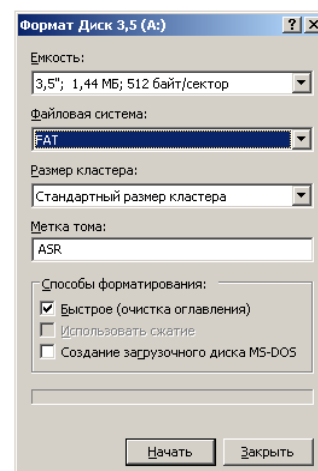 Формат Диск 3,5 (A:)
Емкость:
3,5"; 1,44 МБ; 512 байт/сектор
Файловая система:
FAT
Размер кластера:
Стандартный размер кластера
Метка тома:
ASR
Способы форматирования:
Быстрое (очистка оглавления)
Использовать сжатие
Создание загрузочного диска MS-DOS
Начать
Закрыть